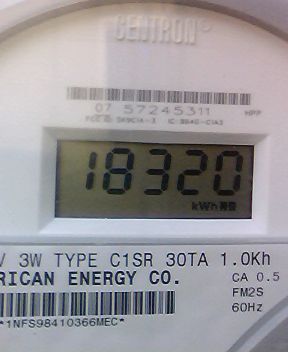 CENTRON
07 57245311
18320
kWh
V 3W TYPE C1SR 30TA 1.0Kh
RICAN ENERGY CO.
CA 0.5
FM2S
60Hz
*1NFS98410366MEC*